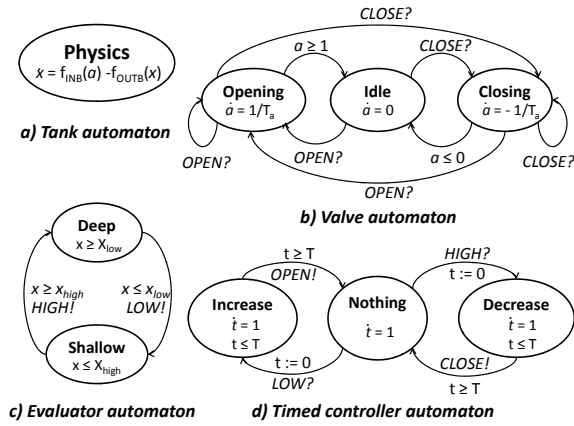 Physics
ẋ = f_INB(a) -f_OUTB(x)
a) Tank automaton
CLOSE?
a ≥ 1
CLOSE?
Opening
ȧ = 1/T_a
Idle
ȧ = 0
Closing
ȧ = - 1/T_a
OPEN?
OPEN?
a ≤ 0
CLOSE?
OPEN?
b) Valve automaton
Deep
x ≥ X_low
x ≥ x_high
HIGH!
x ≤ x_low
LOW!
Shallow
x ≤ X_high
c) Evaluator automaton
t ≥ T
OPEN!
HIGH?
t := 0
Increase
ṫ = 1
t ≤ T
Nothing
ṫ = 1
Decrease
ṫ = 1
t ≤ T
t := 0
LOW?
CLOSE!
t ≥ T
d) Timed controller automaton